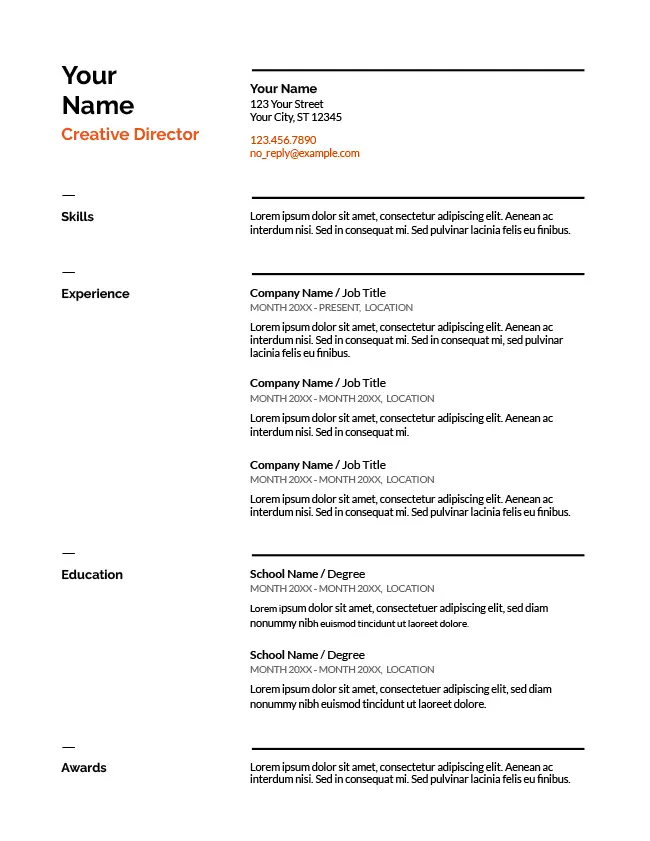 Your
Name
Creative Director
Your Name
123 Your Street
Your City, ST 12345
123.456.7890
no_reply@example.com
Skills
Lorem ipsum dolor sit amet, consectetur adipiscing elit. Aenean ac
interdum nisi. Sed in consequat mi. Sed pulvinar lacinia felis eu finibus.
Experience
Company Name / Job Title
MONTH 20XX - PRESENT, LOCATION
Lorem ipsum dolor sit amet, consectetur adipiscing elit. Aenean ac
interdum nisi. Sed in consequat mi. Sed in consequat mi, sed pulvinar
lacinia felis eu finibus.
Company Name / Job Title
MONTH 20XX - MONTH 20XX, LOCATION
Lorem ipsum dolor sit amet, consectetur adipiscing elit. Aenean ac
interdum nisi. Sed in consequat mi.
Company Name / Job Title
MONTH 20XX - MONTH 20XX, LOCATION
Lorem ipsum dolor sit amet, consectetur adipiscing elit. Aenean ac
interdum nisi. Sed in consequat mi. Sed pulvinar lacinia felis eu finibus.
Education
School Name / Degree
MONTH 20XX - MONTH 20XX, LOCATION
Lorem ipsum dolor sit amet, consectetuer adipiscing elit, sed diam
nonummy nibh euismod tincidunt ut laoreet dolore.
School Name / Degree
MONTH 20XX - MONTH 20XX, LOCATION
Lorem ipsum dolor sit amet, consectetuer adipiscing elit, sed diam
nonummy nibh euismod tincidunt ut laoreet dolore.
Awards
Lorem ipsum dolor sit amet, consectetur adipiscing elit. Aenean ac
interdum nisi. Sed in consequat mi. Sed pulvinar lacinia felis eu finibus.